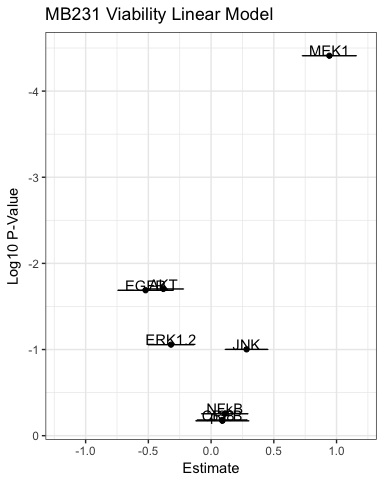 MB231 Viability Linear Model
MEK1
-4
-3
-2
AKT
ERK1.2
JNK
-1
NFkB
0
-1.0 -0.5 0.0 0.5 1.0
Estimate
Log10 P-Value